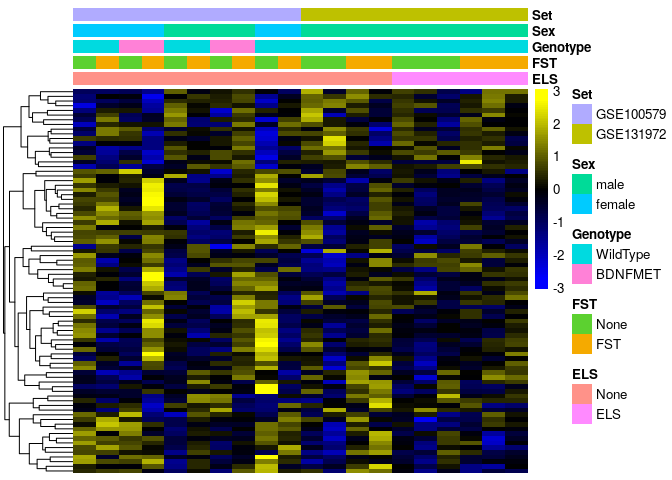 Set
Sex
Genotype
FST
ELS
3
2
1
0
-1
-2
-3
Set
GSE100579
GSE131972
Sex
male
female
Genotype
WildType
BDNFMET
FST
None
FST
ELS
None
ELS